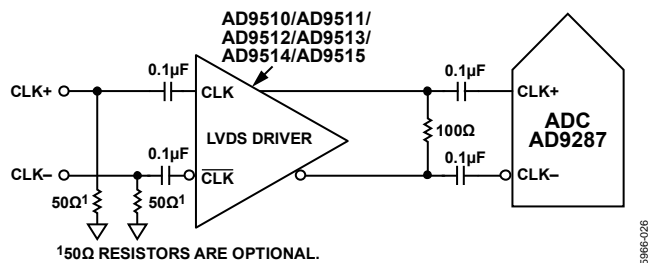 AD9510/AD9511/
AD9512/AD9513/
AD9514/AD9515
0.1µF
0.1µF
CLK+
CLK
CLK+
LVDS DRIVER
100Ω
ADC
AD9287
0.1µF
0.1µF
CLK–
CLK
CLK–
50Ω¹
50Ω¹
¹50Ω RESISTORS ARE OPTIONAL.
5966-026